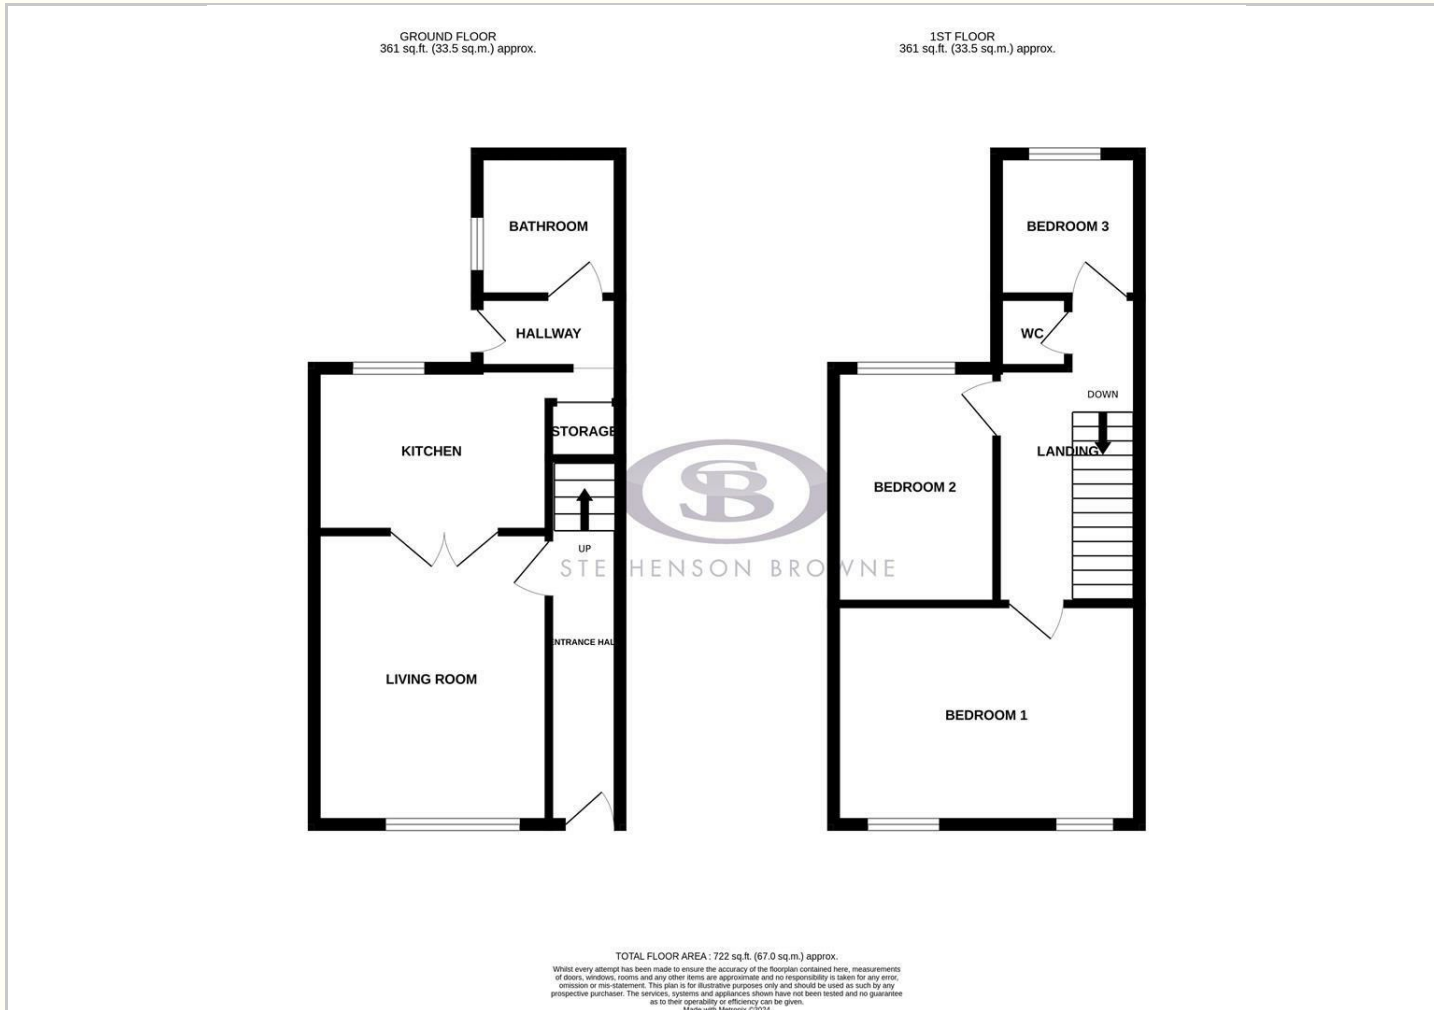 GROUND FLOOR
361 sq.ft. (33.5 sq.m.) approx.
1ST FLOOR
361 sq.ft. (33.5 sq.m.) approx.
BATHROOM
HALLWAY
KITCHEN
STORAGE
UP
ENTRANCE HALL
LIVING ROOM
BEDROOM 3
WC
DOWN
LANDING
BEDROOM 2
BEDROOM 1
SB
STEPHENSON BROWNE
TOTAL FLOOR AREA : 722 sq.ft. (67.0 sq.m.) approx.
Whilst every attempt has been made to ensure the accuracy of the floorplan contained here, measurements
of doors, windows, rooms and any other items are approximate and no responsibility is taken for any error,
omission or mis-statement. This plan is for illustrative purposes only and should be used as such by any
prospective purchaser. The services, systems and appliances shown have not been tested and no guarantee
as to their operability or efficiency can be given.
Made with Metropix ©2024